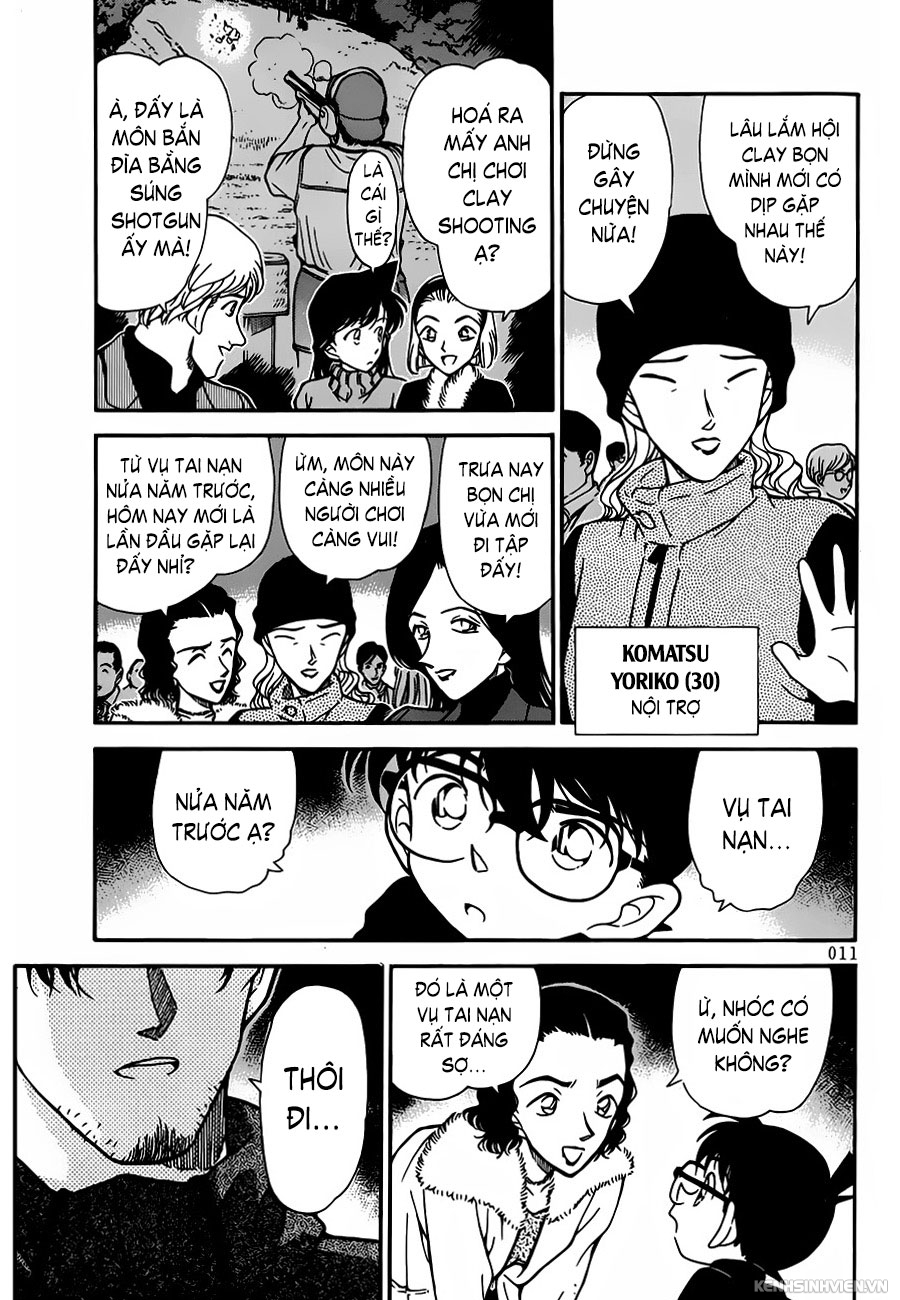 LÂU LẮM HỘI
CLAY BỌN
MÌNH MỚI CÓ
DỊP GẶP
NHAU THẾ
NÀY!
ĐỪNG
GÂY
CHUYỆN
NỮA!
KOMATSU
YORIKO (30)
NỘI TRỢ
HOÁ RA
MẤY ANH
CHỊ CHƠI
CLAY
SHOOTING
Ạ?
LÀ
CÁI
GÌ
THẾ?
À, ĐẤY LÀ
MÔN BẮN
ĐĨA BẰNG
SÚNG
SHOTGUN
ẤY MÀ!
TRƯA NAY
BỌN CHỊ
VỪA MỚI
ĐI TẬP
ĐẤY!
ỪM, MÔN NÀY
CÀNG NHIỀU
NGƯỜI CHƠI
CÀNG VUI!
TỪ VỤ TAI NẠN
NỬA NĂM TRƯỚC,
HÔM NAY MỚI LÀ
LẦN ĐẦU GẶP LẠI
ĐẤY NHỈ?
VỤ TAI
NẠN...
NỬA NĂM
TRƯỚC Ạ?
011
Ừ, NHÓC CÓ
MUỐN NGHE
KHÔNG?
ĐÓ LÀ MỘT
VỤ TAI NẠN
RẤT ĐÁNG
SỢ...
THÔI
ĐI...
KENHSINHVIEN.VN